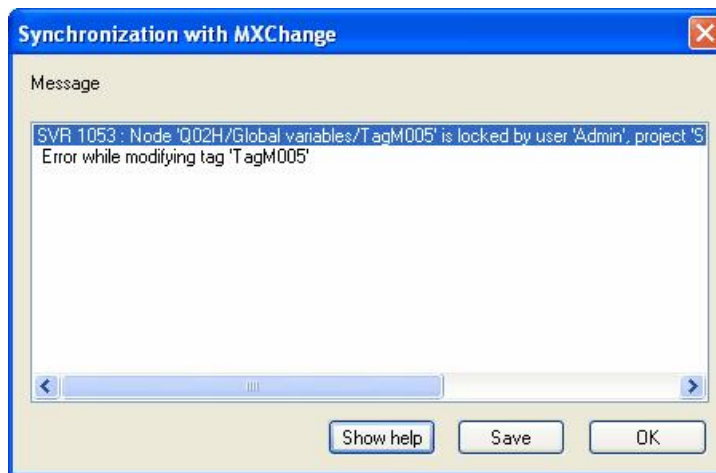 Synchronization with MXChange
Message
SVR 1053 : Node 'Q02H/Global variables/TagM005' is locked by user 'Admin', project 'S
Error while modifying tag 'TagM005'
Show help
Save
OK